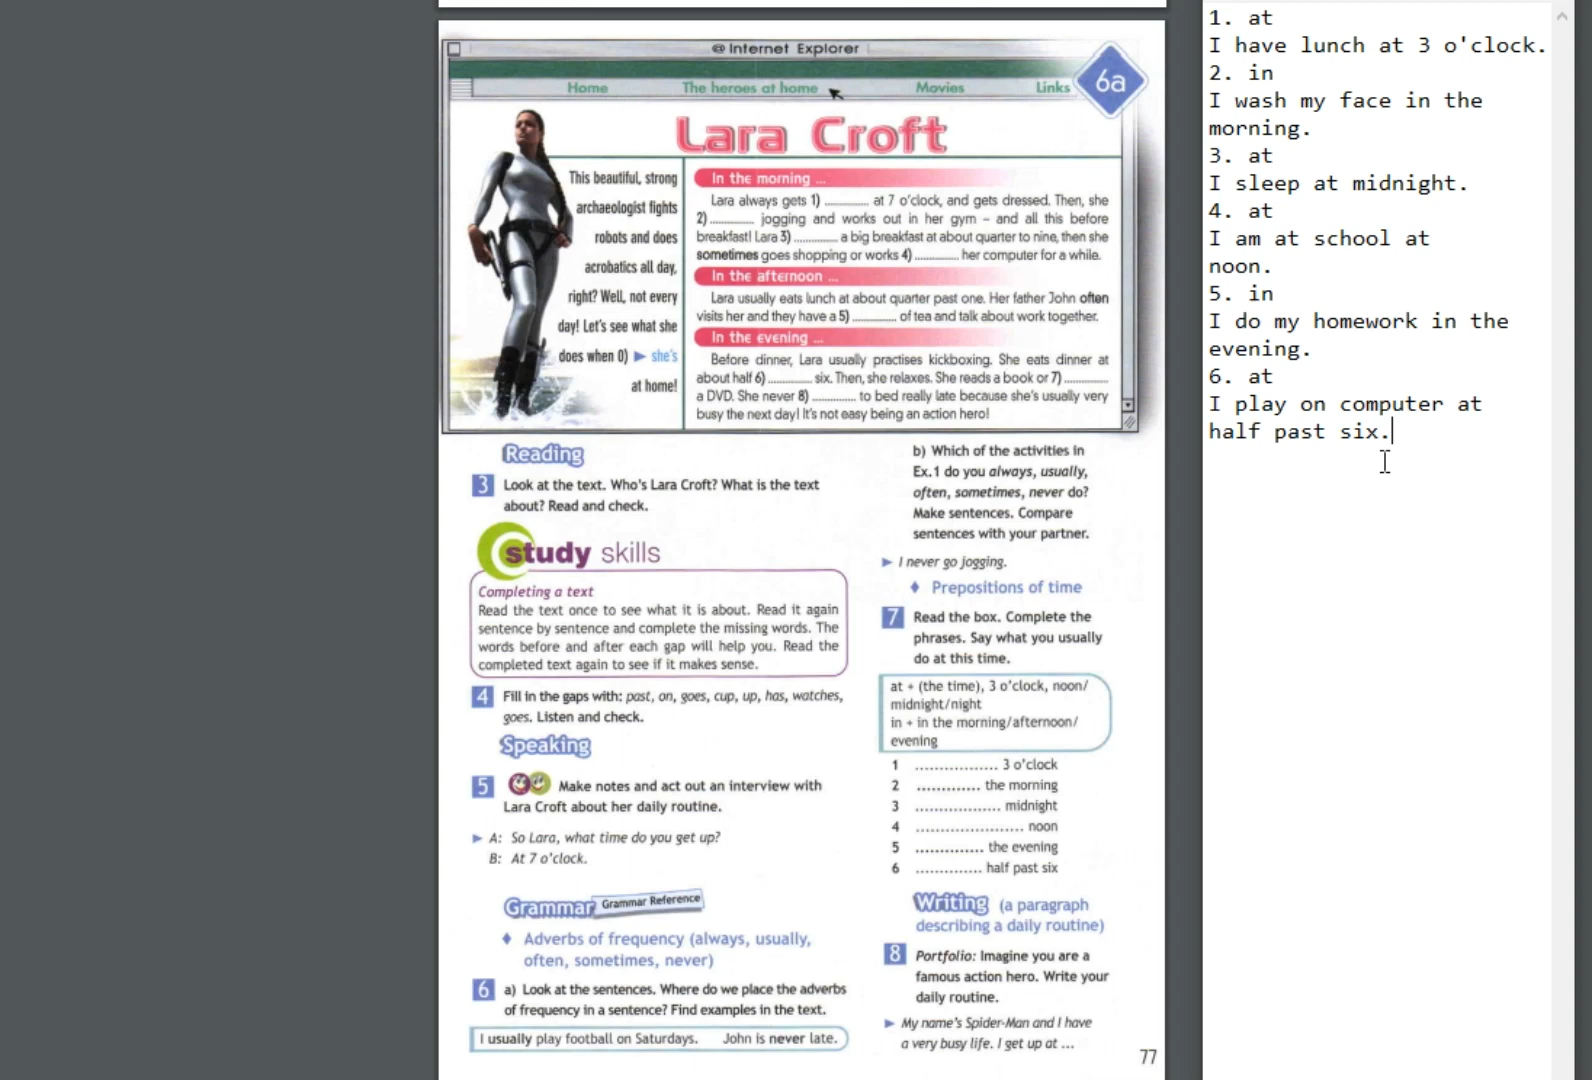 @ Internet Explorer
Home The heroes at home Movies Links
6a
Lara Croft
This beautiful, strong
archaeologist fights
robots and does
acrobatics all day,
right? Well, not every
day! Let's see what she
does when 0) ► she's
at home!
In the morning ...
Lara always gets 1) ............ at 7 o'clock, and gets dressed. Then, she
2) ............ jogging and works out in her gym – and all this before
breakfast! Lara 3) ............ a big breakfast at about quarter to nine, then she
sometimes goes shopping or works 4) ............ her computer for a while.
In the afternoon ...
Lara usually eats lunch at about quarter past one. Her father John often
visits her and they have a 5) ............ of tea and talk about work together.
In the evening ...
Before dinner, Lara usually practises kickboxing. She eats dinner at
about half 6) ............ six. Then, she relaxes. She reads a book or 7) ............
a DVD. She never 8) ............ to bed really late because she's usually very
busy the next day! It's not easy being an action hero!
Reading
3 Look at the text. Who's Lara Croft? What is the text
about? Read and check.
study skills
Completing a text
Read the text once to see what it is about. Read it again
sentence by sentence and complete the missing words. The
words before and after each gap will help you. Read the
completed text again to see if it makes sense.
4 Fill in the gaps with: past, on, goes, cup, up, has, watches,
goes. Listen and check.
Speaking
5 Make notes and act out an interview with
Lara Croft about her daily routine.
► A: So Lara, what time do you get up?
B: At 7 o'clock.
Grammar Grammar Reference
♦ Adverbs of frequency (always, usually,
often, sometimes, never)
6 a) Look at the sentences. Where do we place the adverbs
of frequency in a sentence? Find examples in the text.
I usually play football on Saturdays. John is never late.
b) Which of the activities in
Ex.1 do you always, usually,
often, sometimes, never do?
Make sentences. Compare
sentences with your partner.
► I never go jogging.
♦ Prepositions of time
7 Read the box. Complete the
phrases. Say what you usually
do at this time.
at + (the time), 3 o'clock, noon/
midnight/night
in + in the morning/afternoon/
evening
1 ................. 3 o'clock
2 ............. the morning
3 ................. midnight
4 ...................... noon
5 .............. the evening
6 .............. half past six
Writing (a paragraph
describing a daily routine)
8 Portfolio: Imagine you are a
famous action hero. Write your
daily routine.
► My name's Spider-Man and I have
a very busy life. I get up at ...
77
1. at
I have lunch at 3 o'clock.
2. in
I wash my face in the
morning.
3. at
I sleep at midnight.
4. at
I am at school at
noon.
5. in
I do my homework in the
evening.
6. at
I play on computer at
half past six.